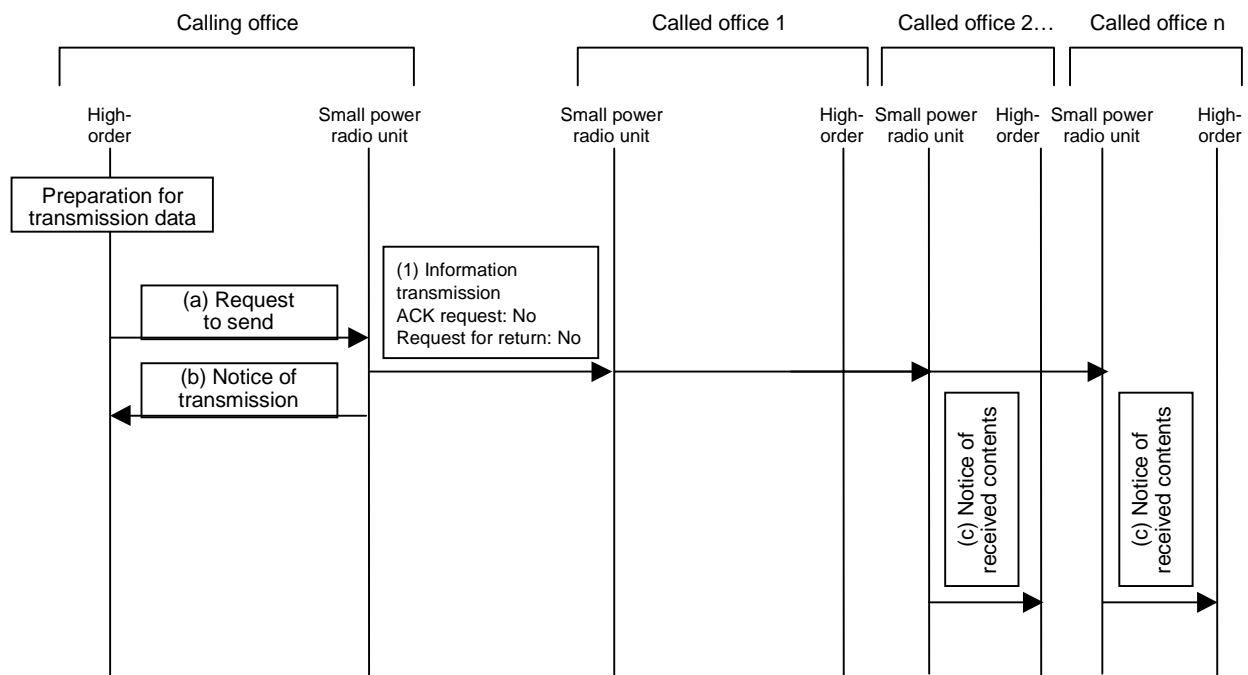 Calling office
Called office 1
Called office 2…
Called office n
High-
order
Small power
radio unit
Small power
radio unit
High-
order
Small power
radio unit
High-
order
Small power
radio unit
High-
order
Preparation for
transmission data
(a) Request
to send
(1) Information
transmission
ACK request: No
Request for return: No
(b) Notice of
transmission
(c) Notice of
received contents
(c) Notice of
received contents